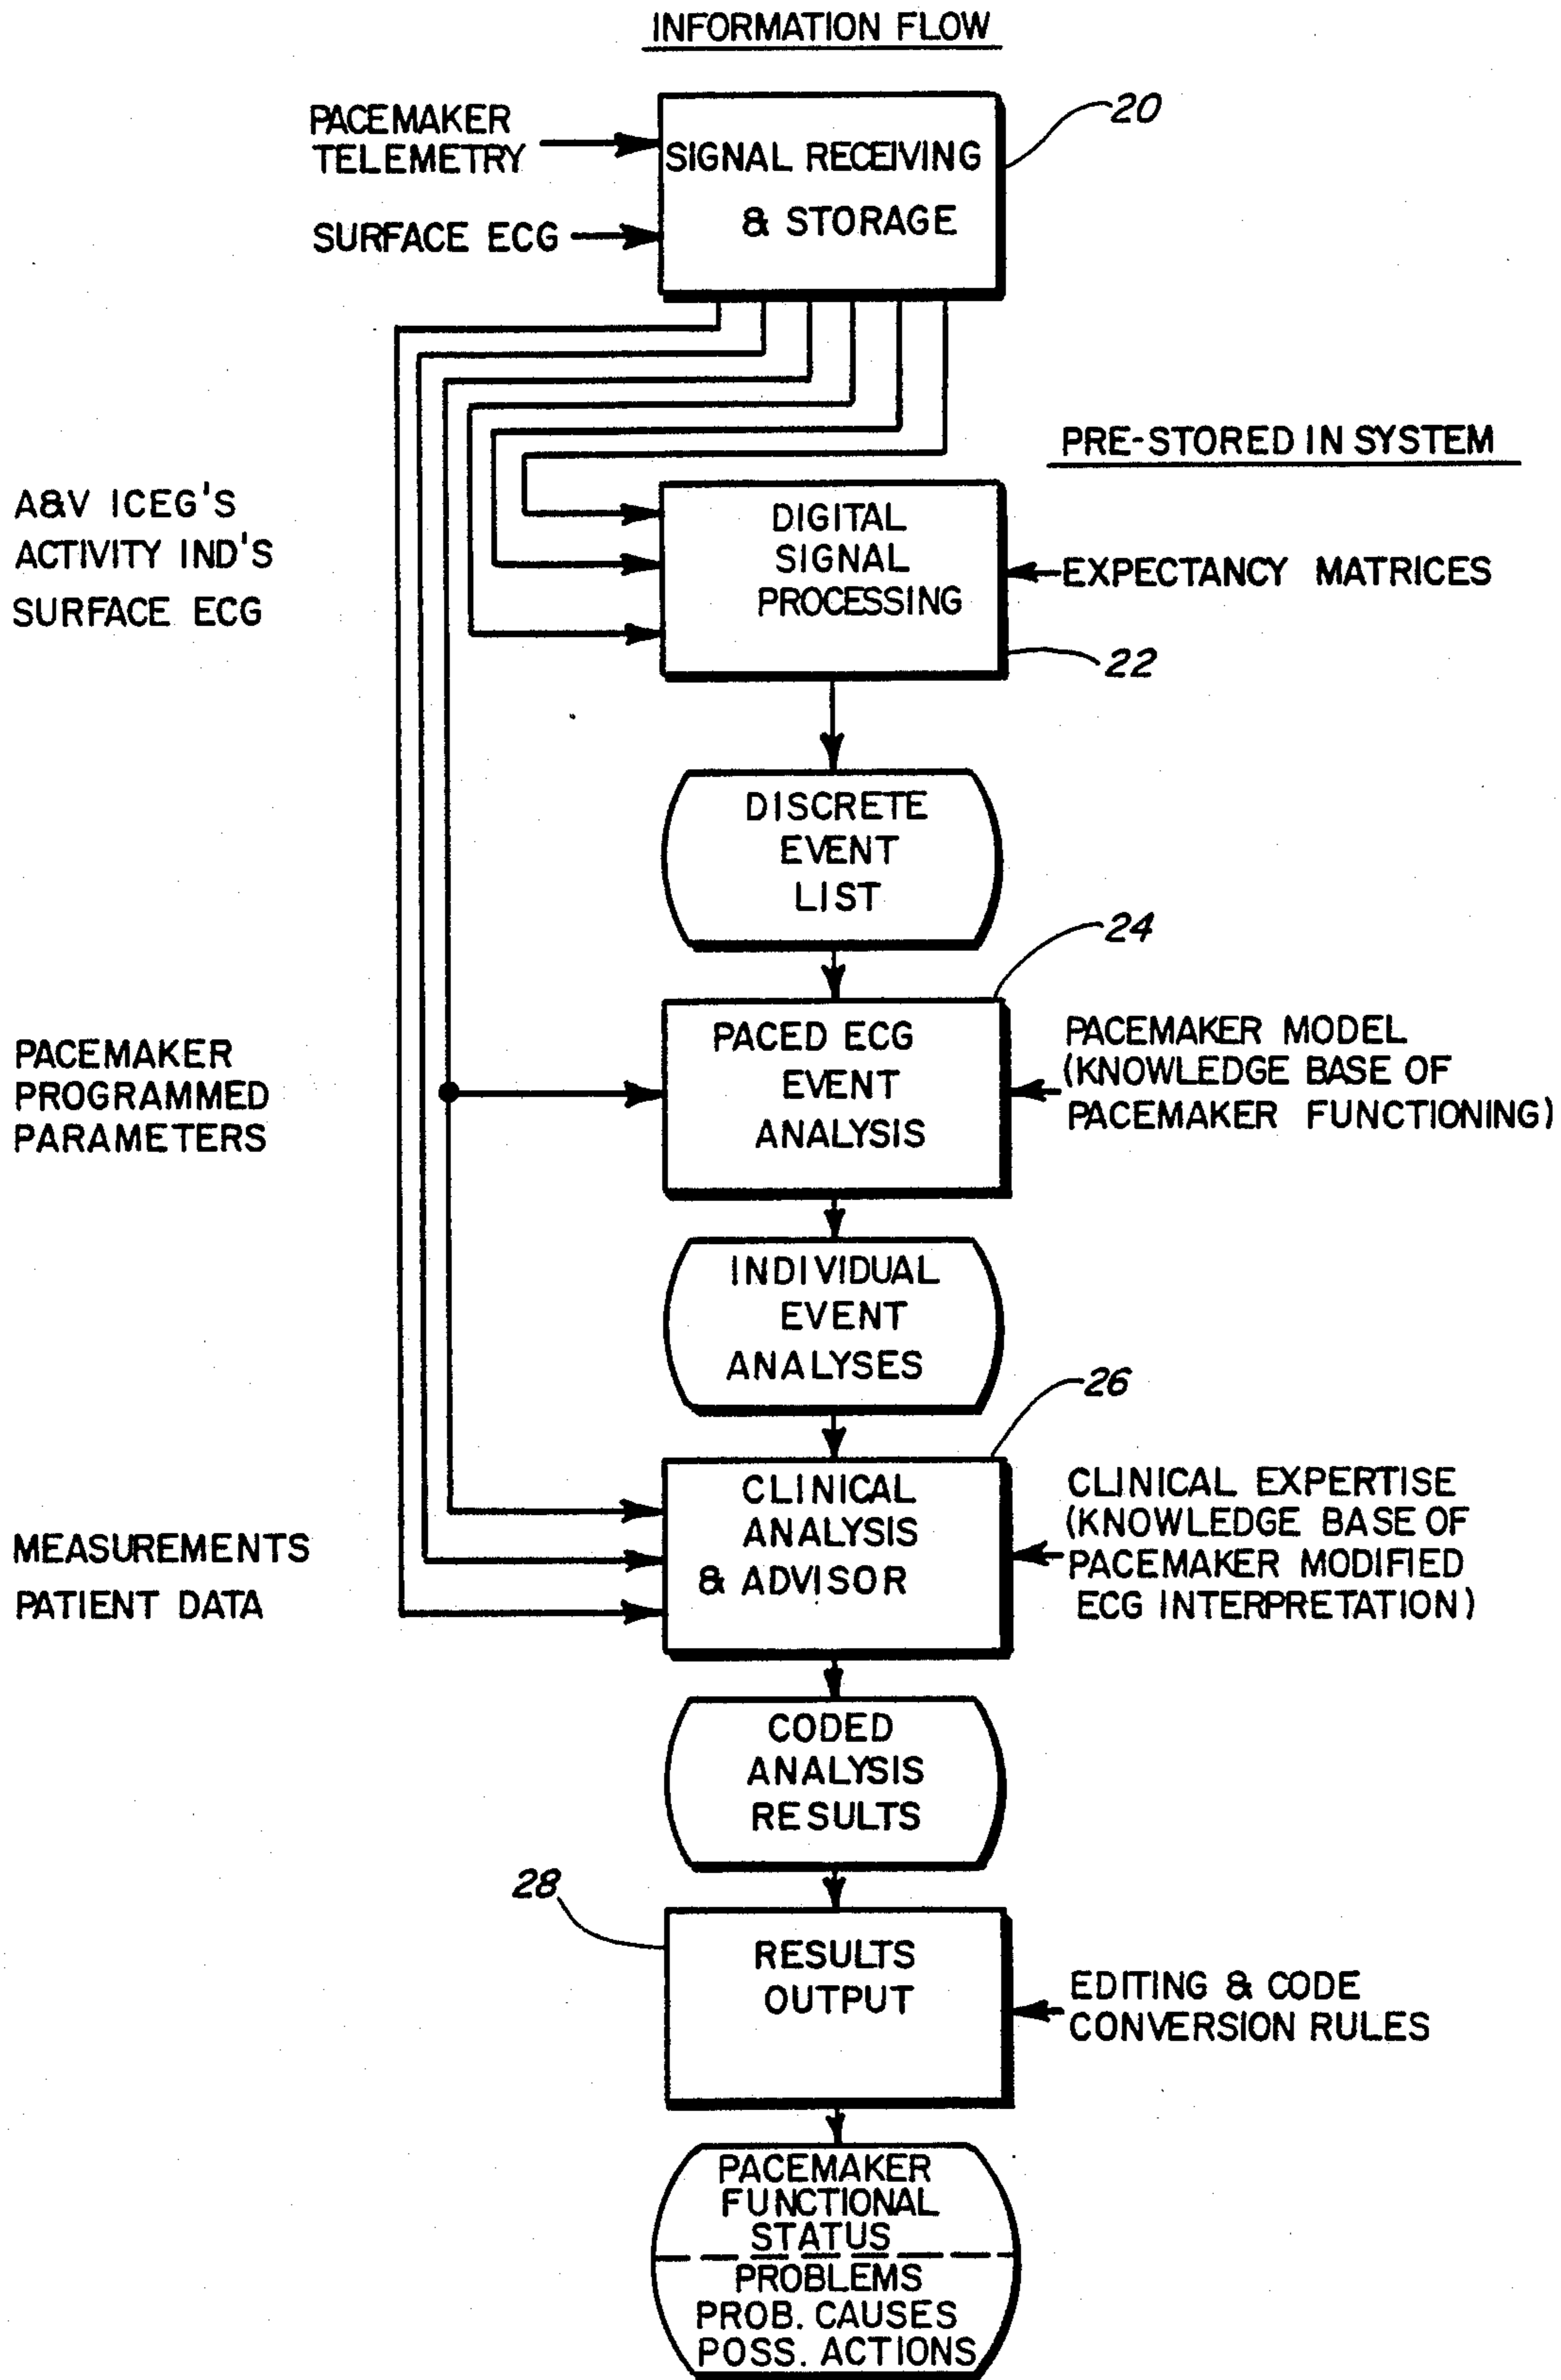 INFORMATION FLOW
PACEMAKER
TELEMETRY
SURFACE ECG
SIGNAL RECEIVING
& STORAGE
20
PRE-STORED IN SYSTEM
A&V ICEG'S
ACTIVITY IND'S
SURFACE ECG
DIGITAL
SIGNAL
PROCESSING
EXPECTANCY MATRICES
22
DISCRETE
EVENT
LIST
24
PACEMAKER
PROGRAMMED
PARAMETERS
PACED ECG
EVENT
ANALYSIS
PACEMAKER MODEL
(KNOWLEDGE BASE OF
PACEMAKER FUNCTIONING)
INDIVIDUAL
EVENT
ANALYSES
26
MEASUREMENTS
PATIENT DATA
CLINICAL
ANALYSIS
& ADVISOR
CLINICAL EXPERTISE
(KNOWLEDGE BASE OF
PACEMAKER MODIFIED
ECG INTERPRETATION)
CODED
ANALYSIS
RESULTS
28
RESULTS
OUTPUT
EDITING & CODE
CONVERSION RULES
PACEMAKER
FUNCTIONAL
STATUS
PROBLEMS
PROB. CAUSES
POSS. ACTIONS